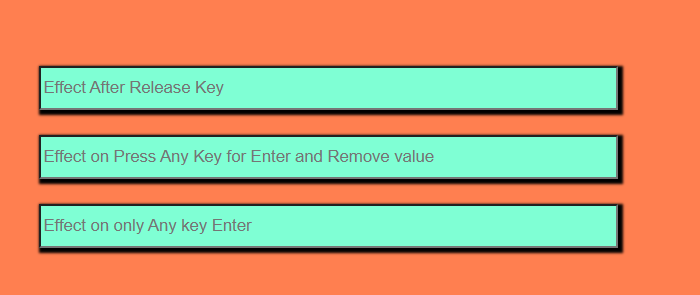 Effect After Release Key
Effect on Press Any Key for Enter and Remove value
Effect on only Any key Enter